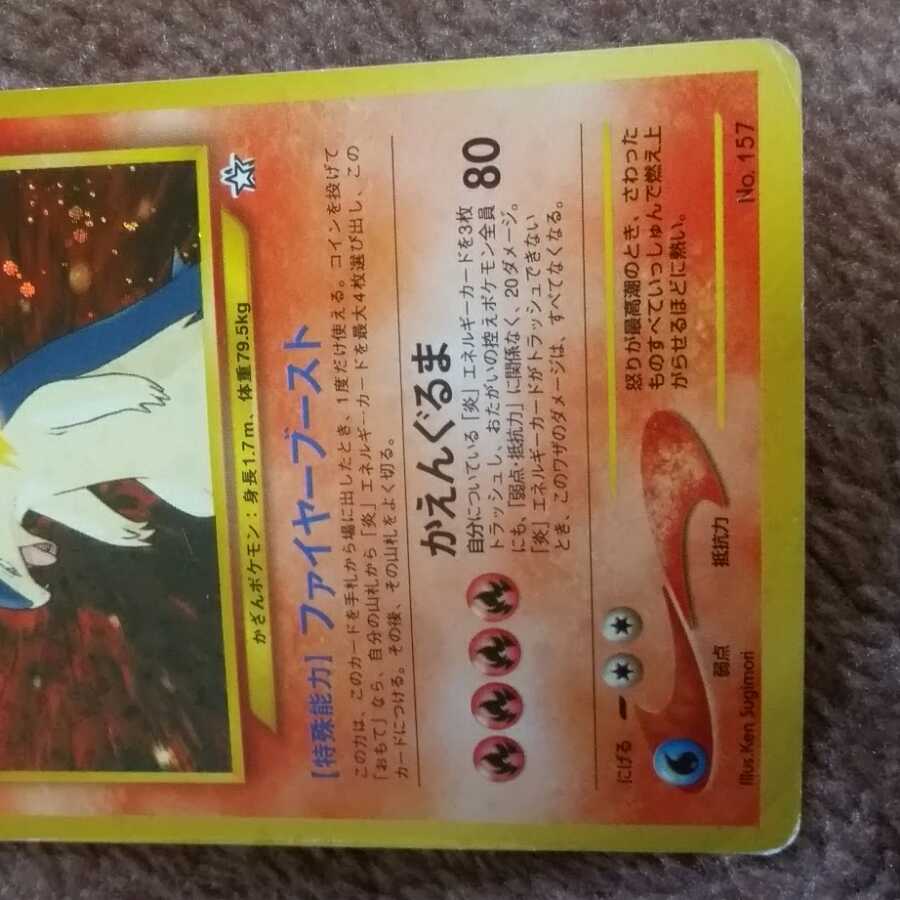 かざんポケモン：身長1.7m、体重79.5kg
【特殊能力】ファイヤーブースト
この力は、このカードを手札から場に出したとき、1度だけ使える。コインを投げて
「おもて」なら、自分の山札から「炎」エネルギーカードを最大4枚選び出し、この
カードにつける。その後、その山札をよく切る。
かえんぐるま 80
自分についている「炎」エネルギーカードを3枚
トラッシュし、おたがいの控えポケモン全員
にも、「弱点・抵抗力」に関係なく、20ダメージ。
「炎」エネルギーカードがトラッシュできない
とき、このワザのダメージは、すべてなくなる。
にげる ー
怒りが最高潮のとき、さわった
ものすべていっしゅんで燃え上
がらせるほどに熱い。
弱点 抵抗力
Illus.Ken Sugimori No.157